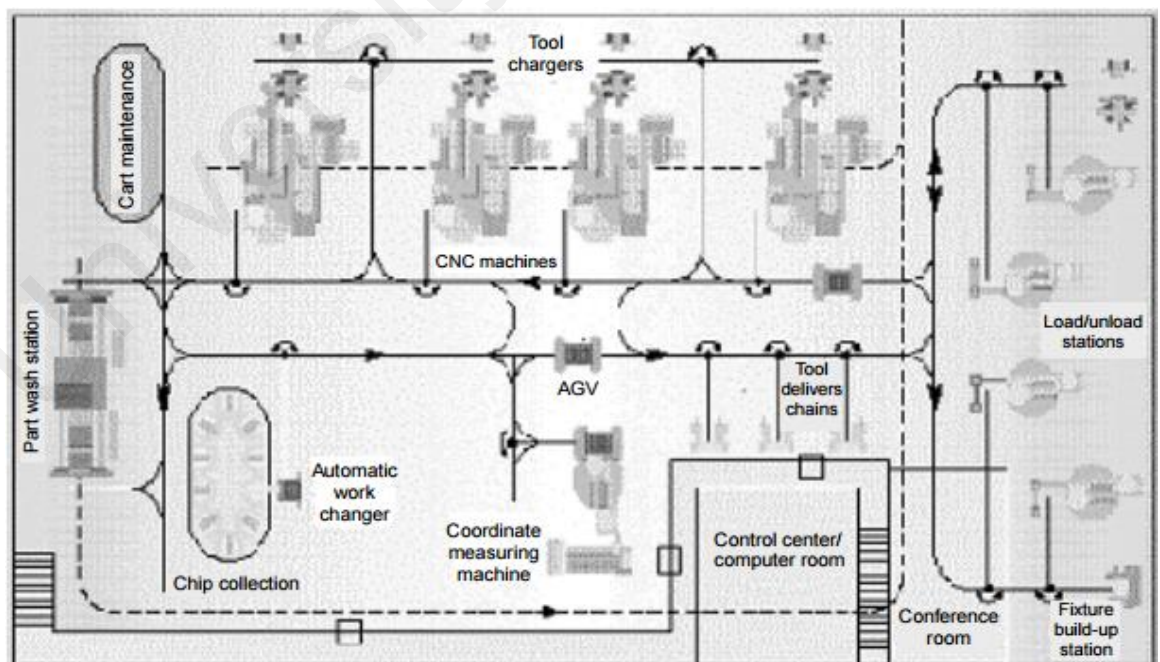 Cart maintenance
Tool
chargers
CNC machines
Part wash station
Load/unload
stations
AGV
Tool
delivers
chains
Automatic
work
changer
Chip collection
Coordinate
measuring
machine
Control center/
computer room
Conference
room
Fixture
build-up
station